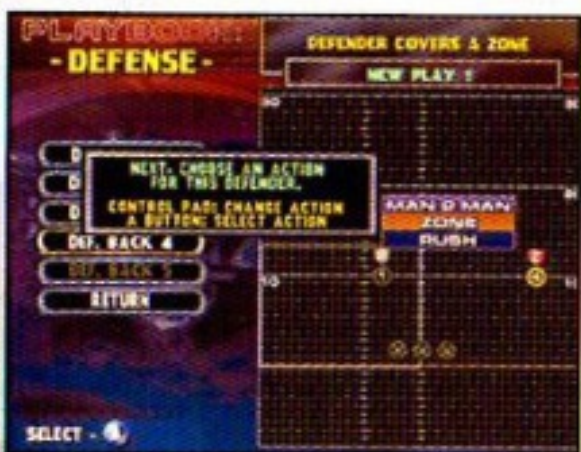 PLAYBOOK:
- DEFENSE -
D
D
D
DEF. BACK 4
DEF. BACK 5
RETURN
SELECT -
NEXT, CHOOSE AN ACTION
FOR THIS DEFENDER.
CONTROL PAD: CHANGE ACTION
A BUTTON: SELECT ACTION
DEFENDER COVERS A ZONE
NEW PLAY 1
MAN 2 MAN
ZONE
RUSH